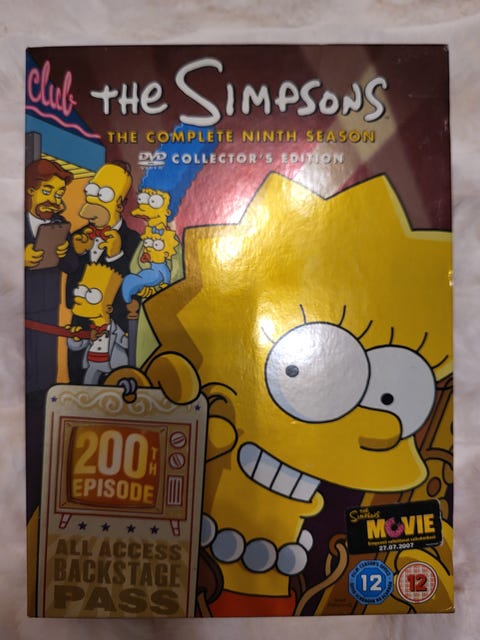 Club
THE SIMPSONS
THE COMPLETE NINTH SEASON
DVD VIDEO COLLECTOR'S EDITION
200TH
EPISODE
ALL ACCESS
BACKSTAGE
PASS
THE Simpsons
MOVIE
27.07.2007
12
12